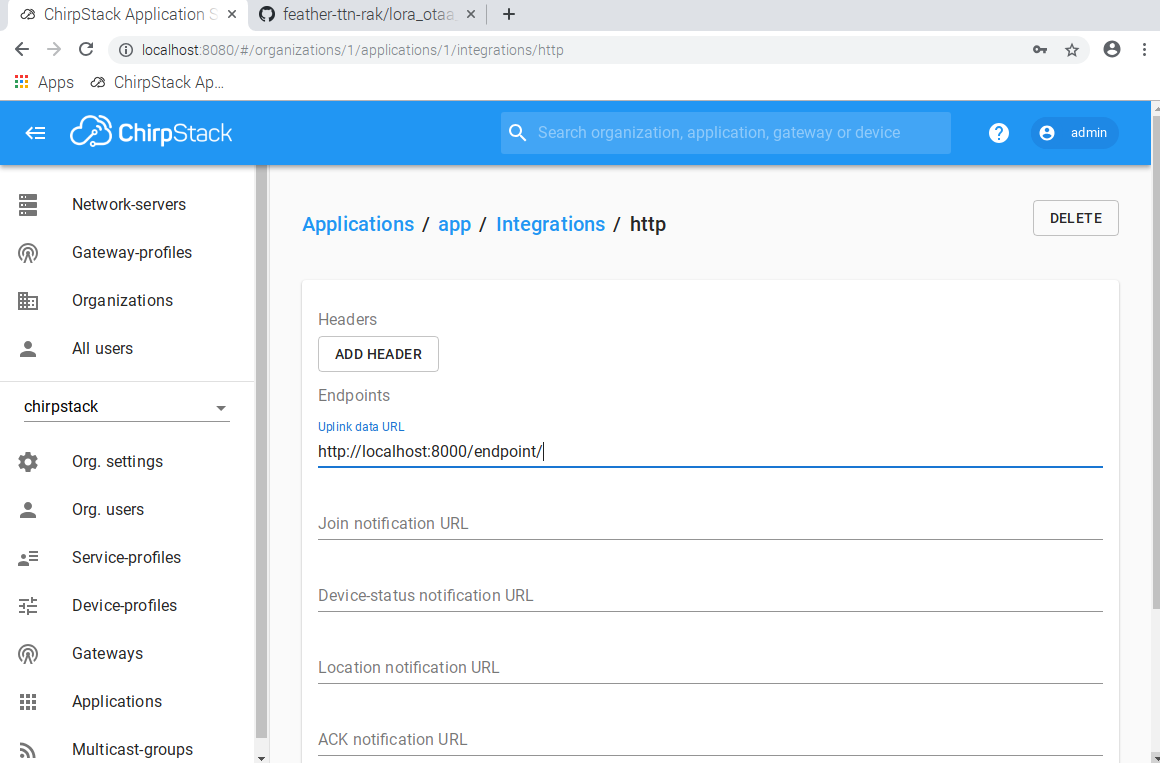 ChirpStack Application S
feather-ttn-rak/lora_otaa
localhost:8080/#/organizations/1/applications/1/integrations/http
Apps
ChirpStack Ap...
ChirpStack
Search organization, application, gateway or device
?
admin
Network-servers
Gateway-profiles
Organizations
All users
chirpstack
Org. settings
Org. users
Service-profiles
Device-profiles
Gateways
Applications
Multicast-groups
Applications / app / Integrations / http
DELETE
Headers
ADD HEADER
Endpoints
Uplink data URL
http://localhost:8000/endpoint/
Join notification URL
Device-status notification URL
Location notification URL
ACK notification URL